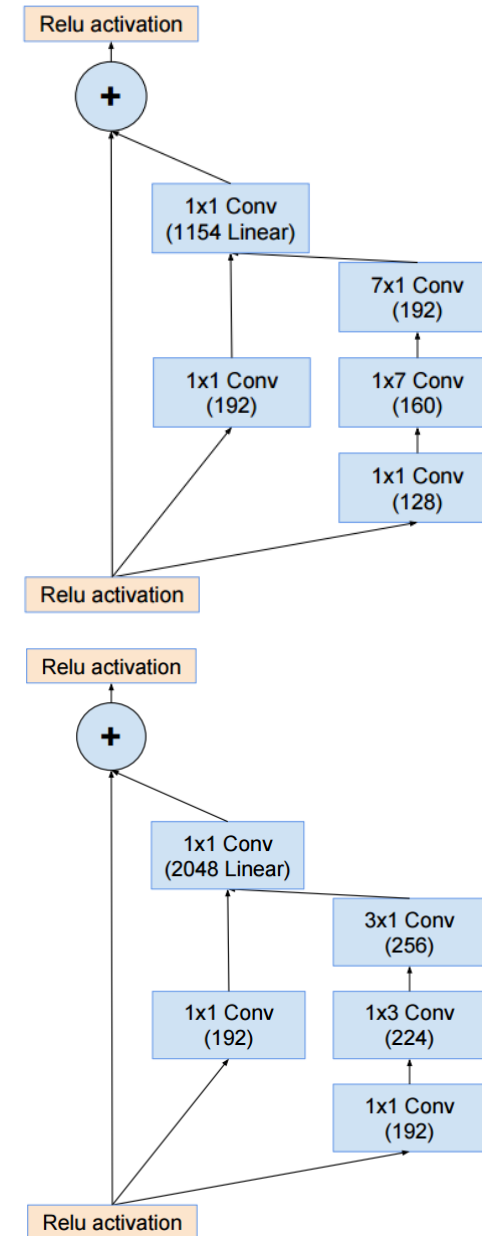 Relu activation
+
1x1 Conv
(1154 Linear)
7x1 Conv
(192)
1x1 Conv
(192)
1x7 Conv
(160)
1x1 Conv
(128)
Relu activation
Relu activation
+
1x1 Conv
(2048 Linear)
3x1 Conv
(256)
1x1 Conv
(192)
1x3 Conv
(224)
1x1 Conv
(192)
Relu activation